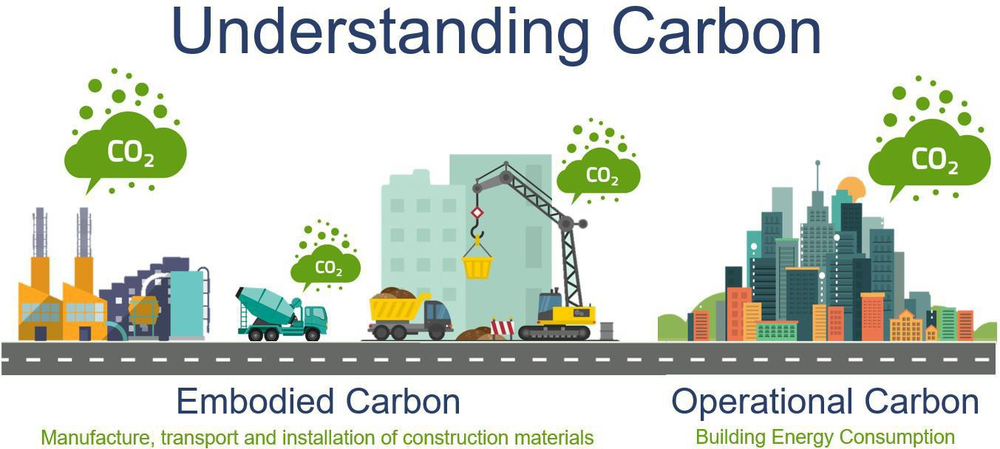 Understanding Carbon
CO₂
CO₂
CO₂
CO₂
Embodied Carbon
Manufacture, transport and installation of construction materials
Operational Carbon
Building Energy Consumption